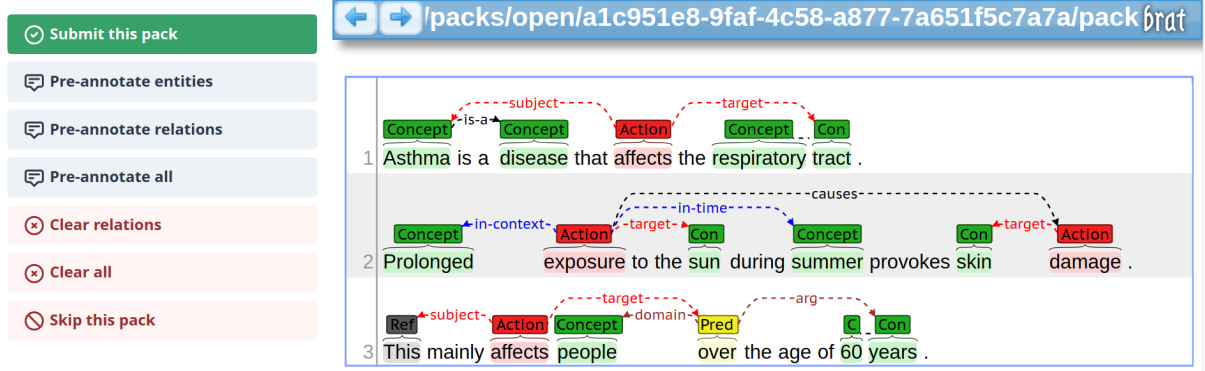 Submit this pack
Pre-annotate entities
Pre-annotate relations
Pre-annotate all
Clear relations
Clear all
Skip this pack
/packs/open/a1c951e8-9faf-4c58-a877-7a651f5c7a7a/pack brat
subject target
is-a
Concept Concept Action Concept Con
1 Asthma is a disease that affects the respiratory tract .
causes
in-time
in-context target target
Concept Action Con Concept Con Action
2 Prolonged exposure to the sun during summer provokes skin damage .
target arg
subject domain
Ref Action Concept Pred C Con
3 This mainly affects people over the age of 60 years .